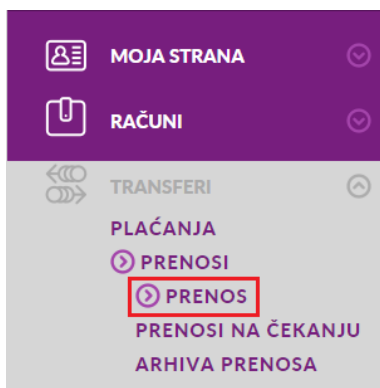 MOJA STRANA
RAČUNI
TRANSFERI
PLAĆANJA
PRENOSI
PRENOS
PRENOSI NA ČEKANJU
ARHIVA PRENOSA